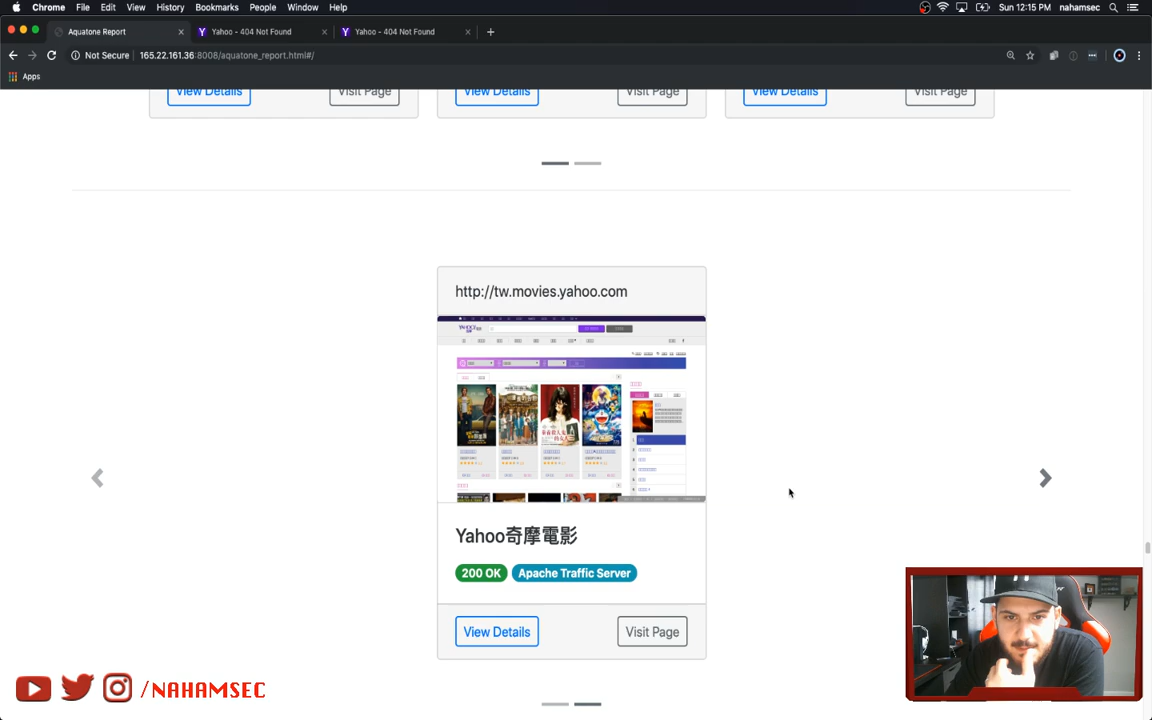 Chrome File Edit View History Bookmarks People Window Help
Sun 12:15 PM nahamsec
Aquatone Report
Yahoo - 404 Not Found
Yahoo - 404 Not Found
Not Secure 165.22.161.36:8008/aquatone_report.html#/
Apps
View Details Visit Page View Details Visit Page View Details Visit Page
http://tw.movies.yahoo.com
Yahoo奇摩電影
200 OK Apache Traffic Server
View Details Visit Page
/NAHAMSEC